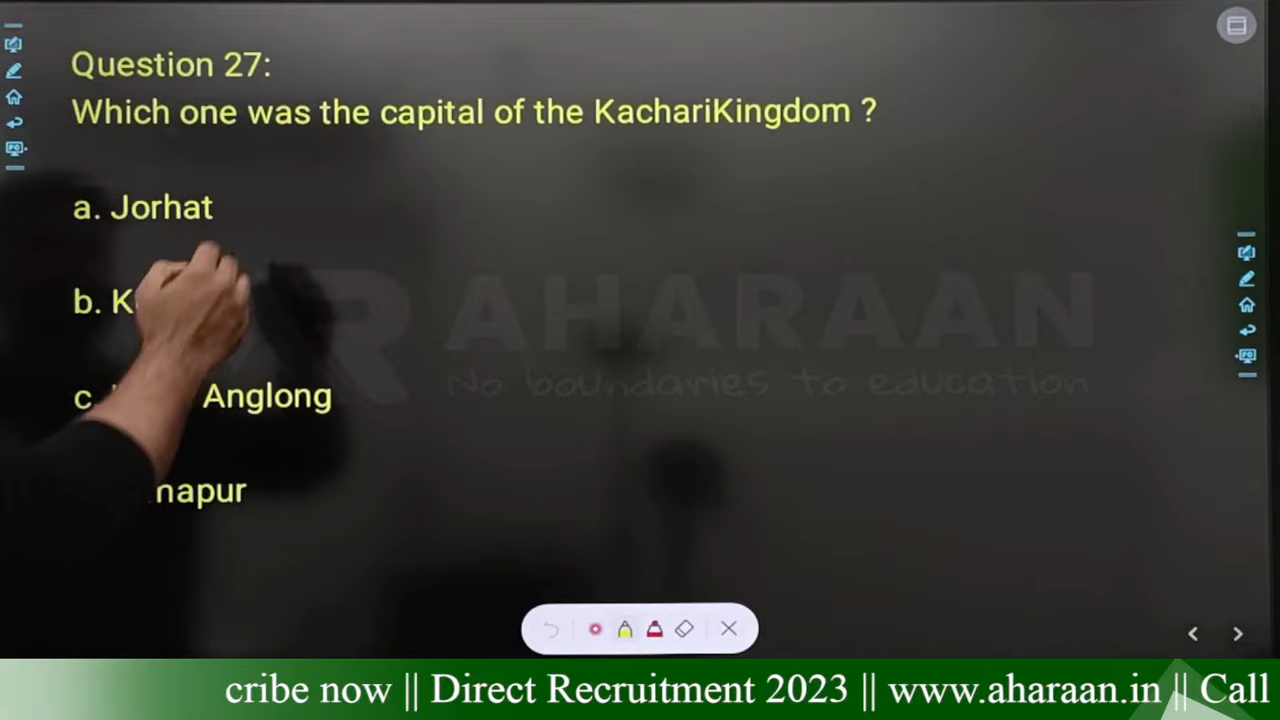 Question 27:
Which one was the capital of the KachariKingdom ?
a. Jorhat
b. K
c. Anglong
mapur
AHARAAN
No boundaries to education
cribe now || Direct Recruitment 2023 || www.aharaan.in || Call